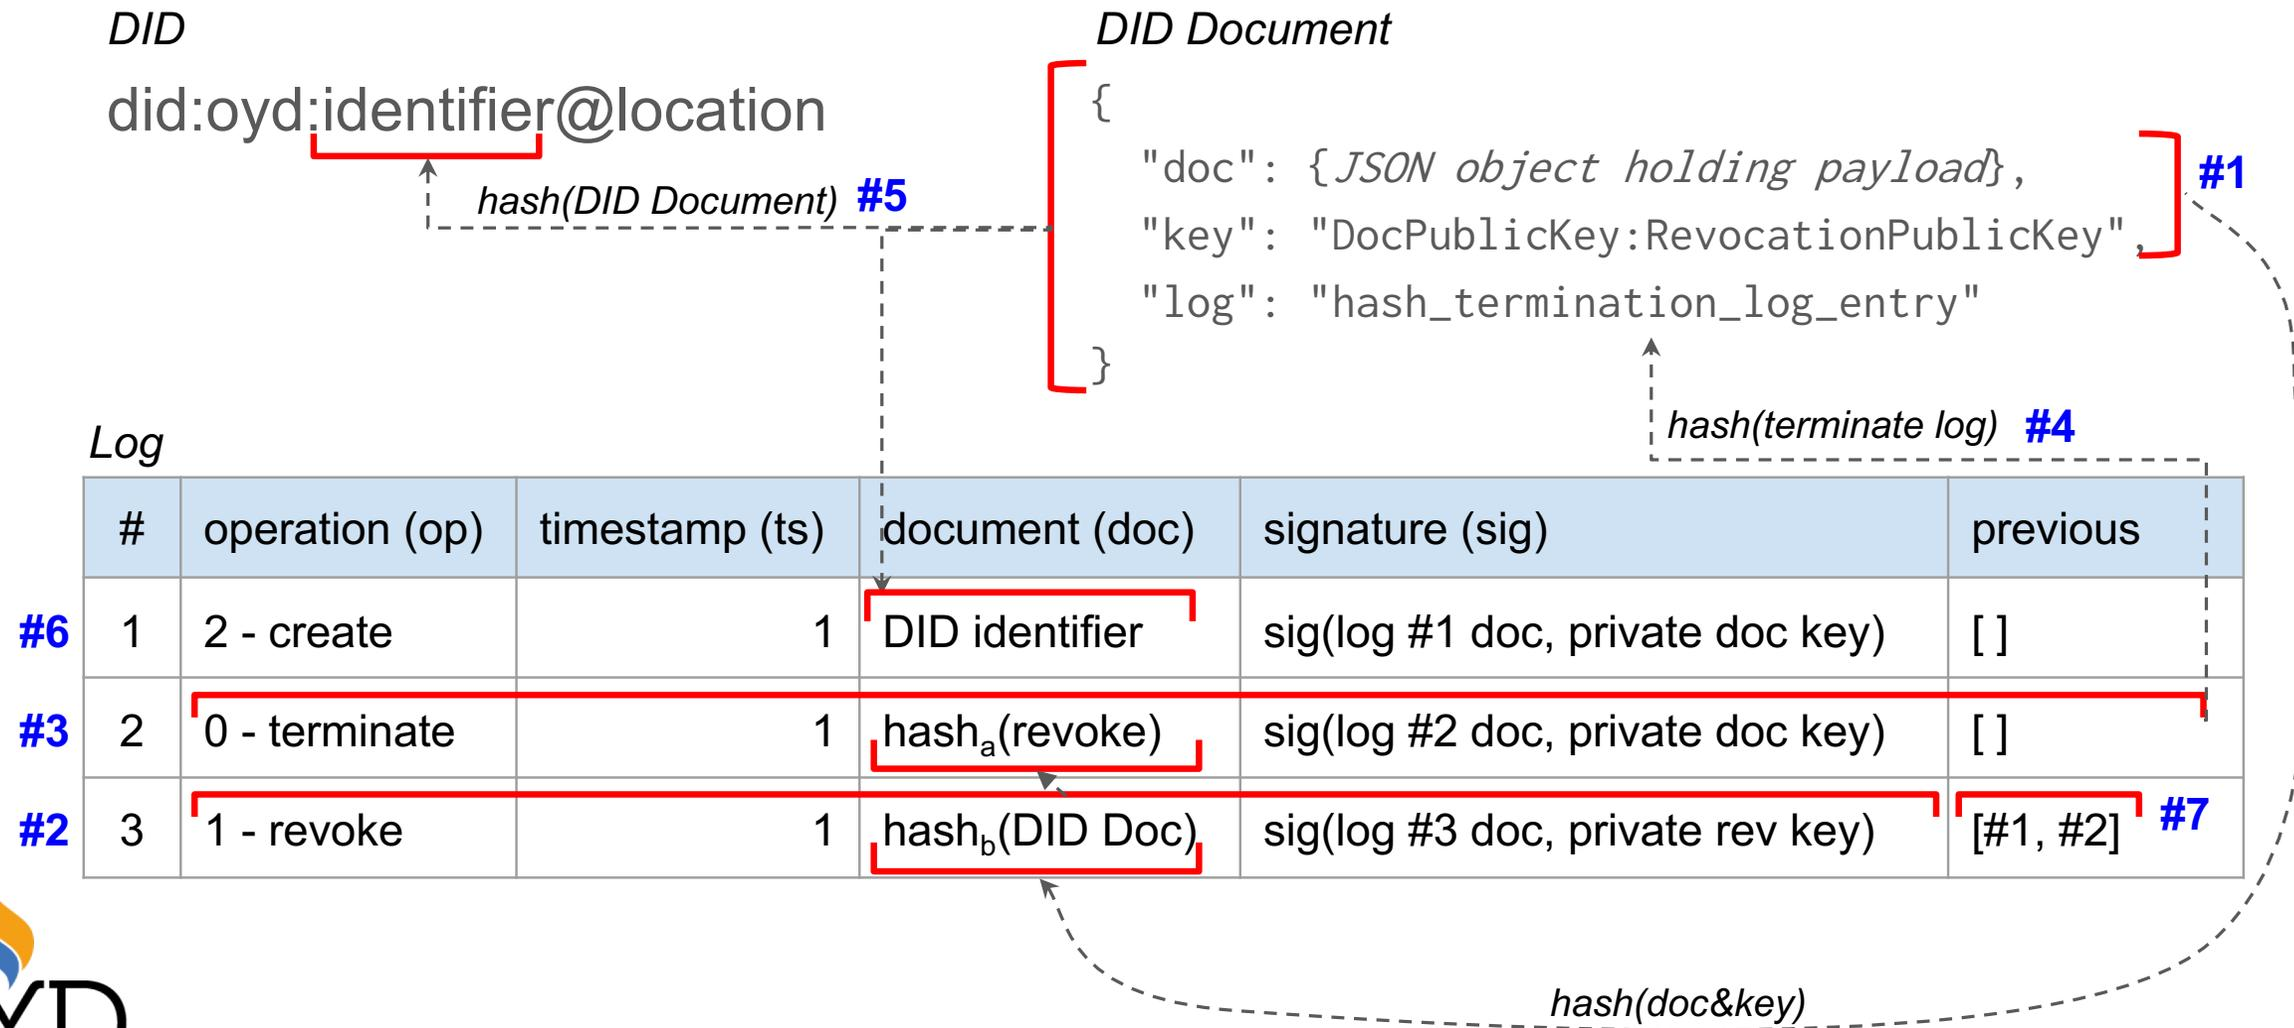 DID
did:oyd:identifier@location
hash(DID Document) #5
DID Document
{
"doc": {JSON object holding payload},
"key": "DocPublicKey:RevocationPublicKey",
"log": "hash_termination_log_entry"
}
#1
hash(terminate log) #4
Log
# operation (op) timestamp (ts) document (doc) signature (sig) previous
#6 1 2 - create 1 DID identifier sig(log #1 doc, private doc key) [ ]
#3 2 0 - terminate 1 hasha(revoke) sig(log #2 doc, private doc key) [ ]
#2 3 1 - revoke 1 hashb(DID Doc) sig(log #3 doc, private rev key) [#1, #2] #7
hash(doc&key)